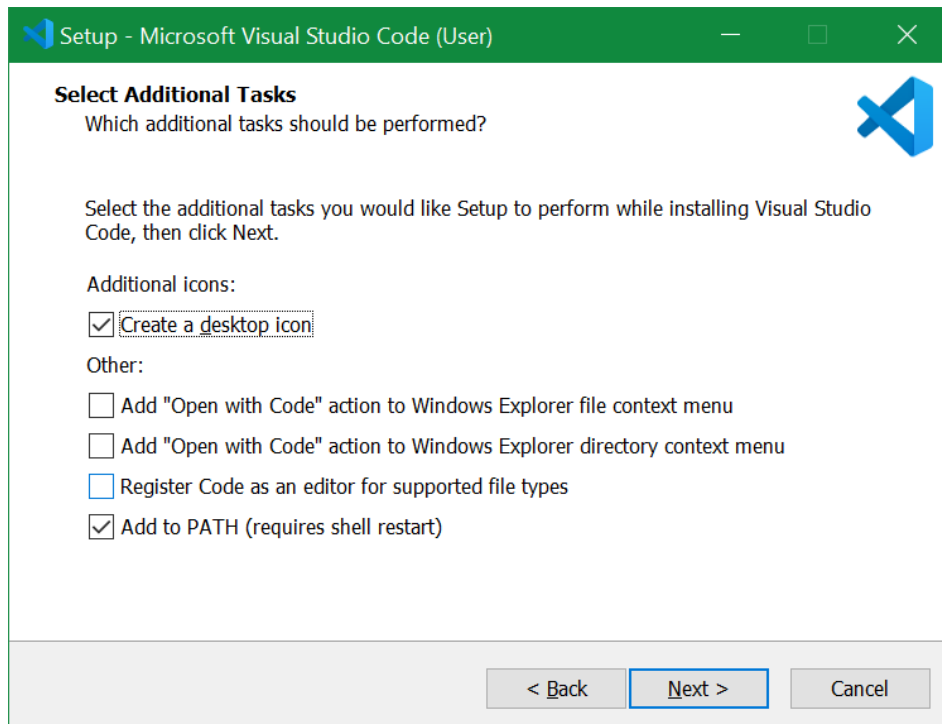 Setup - Microsoft Visual Studio Code (User)
Select Additional Tasks
Which additional tasks should be performed?
Select the additional tasks you would like Setup to perform while installing Visual Studio
Code, then click Next.
Additional icons:
Create a desktop icon
Other:
Add "Open with Code" action to Windows Explorer file context menu
Add "Open with Code" action to Windows Explorer directory context menu
Register Code as an editor for supported file types
Add to PATH (requires shell restart)
< Back Next > Cancel